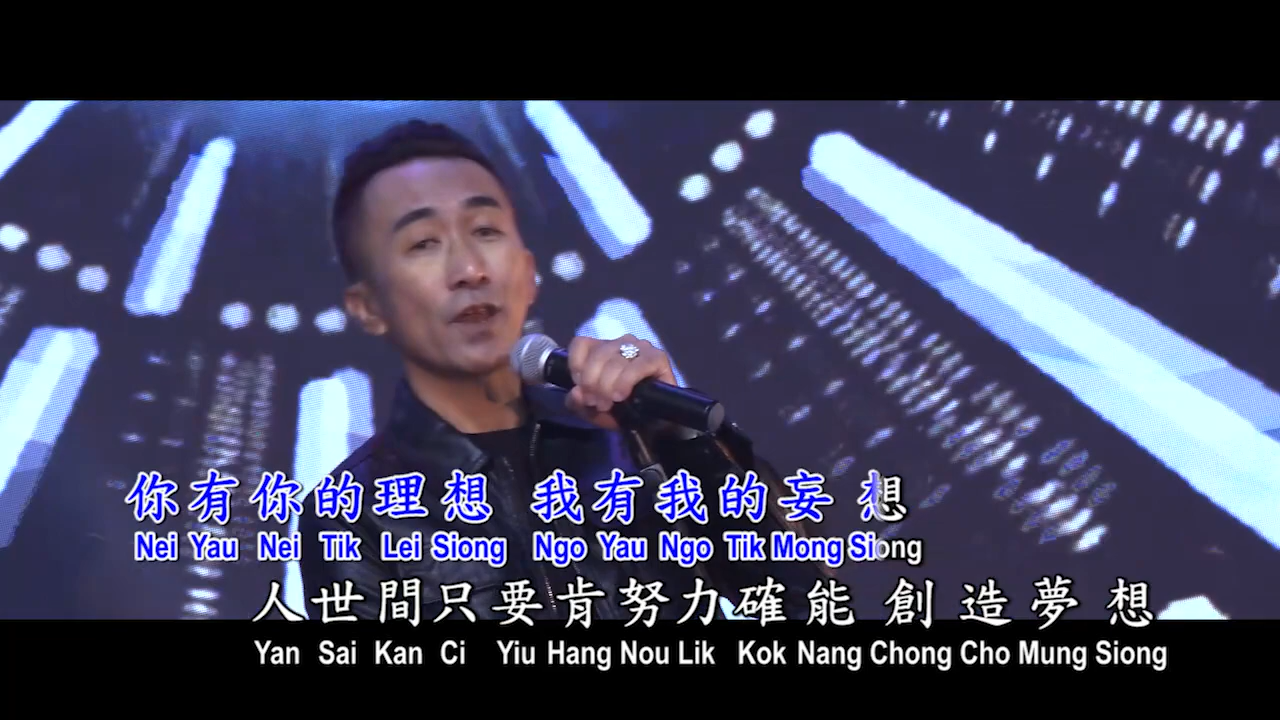 你有你的理想 我有我的妄想
Nei Yau Nei Tik Lei Siong Ngo Yau Ngo Tik Mong Siong
人世間只要肯努力確能創造夢想
Yan Sai Kan Ci Yiu Hang Nou Lik Kok Nang Chong Cho Mung Siong